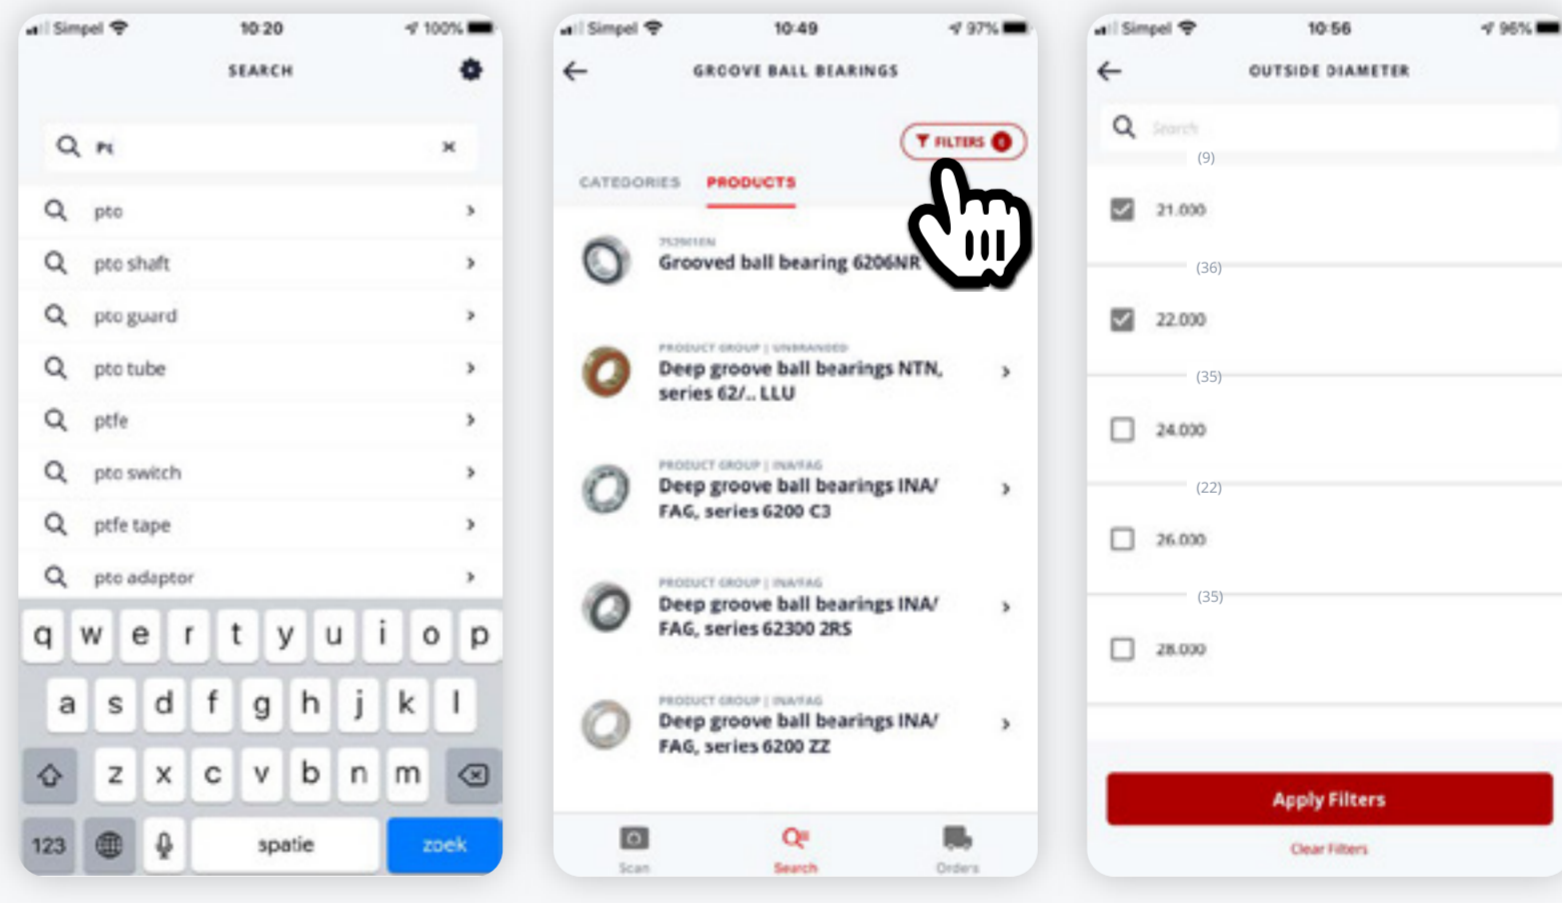 Simpel 10:20 100%
SEARCH
Pt
pto
pto shaft
pto guard
pto tube
ptfe
pto switch
ptfe tape
pto adaptor
q w e r t y u i o p
a s d f g h j k l
z x c v b n m
123 spatie zoek
Simpel 10:49 97%
GROOVE BALL BEARINGS
FILTERS
CATEGORIES PRODUCTS
Grooved ball bearing 6206NR
PRODUCT GROUP | UNBRANDED
Deep groove ball bearings NTN,
series 62/.. LLU
PRODUCT GROUP | INA/FAG
Deep groove ball bearings INA/
FAG, series 6200 C3
PRODUCT GROUP | INA/FAG
Deep groove ball bearings INA/
FAG, series 62300 2RS
PRODUCT GROUP | INA/FAG
Deep groove ball bearings INA/
FAG, series 6200 ZZ
Scan Search Orders
Simpel 10:56 96%
OUTSIDE DIAMETER
Search
(9)
21.000
(36)
22.000
(35)
24.000
(22)
26.000
(35)
28.000
Apply Filters
Clear Filters